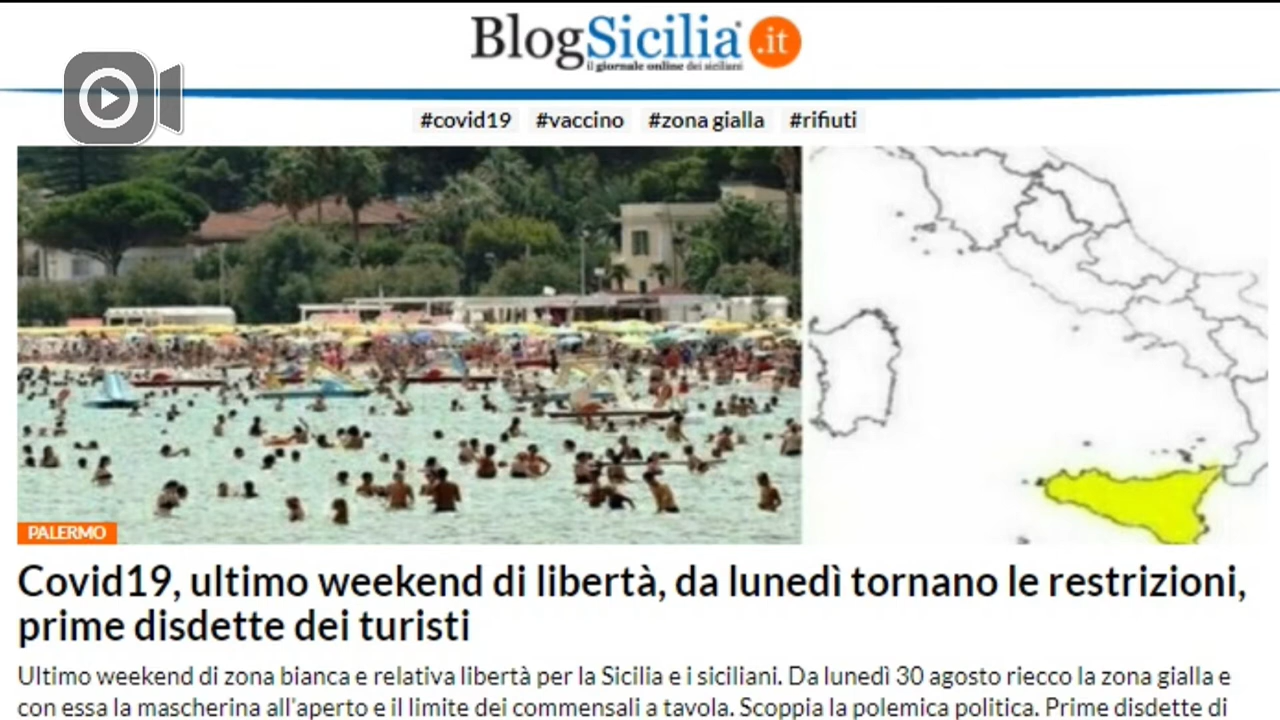 BlogSicilia.it
il giornale online dei siciliani
#covid19 #vaccino #zona gialla #rifiuti
PALERMO
Covid19, ultimo weekend di libertà, da lunedì tornano le restrizioni,
prime disdette dei turisti
Ultimo weekend di zona bianca e relativa libertà per la Sicilia e i siciliani. Da lunedì 30 agosto riecco la zona gialla e
con essa la mascherina all'aperto e il limite dei commensali a tavola. Scoppia la polemica politica. Prime disdette di